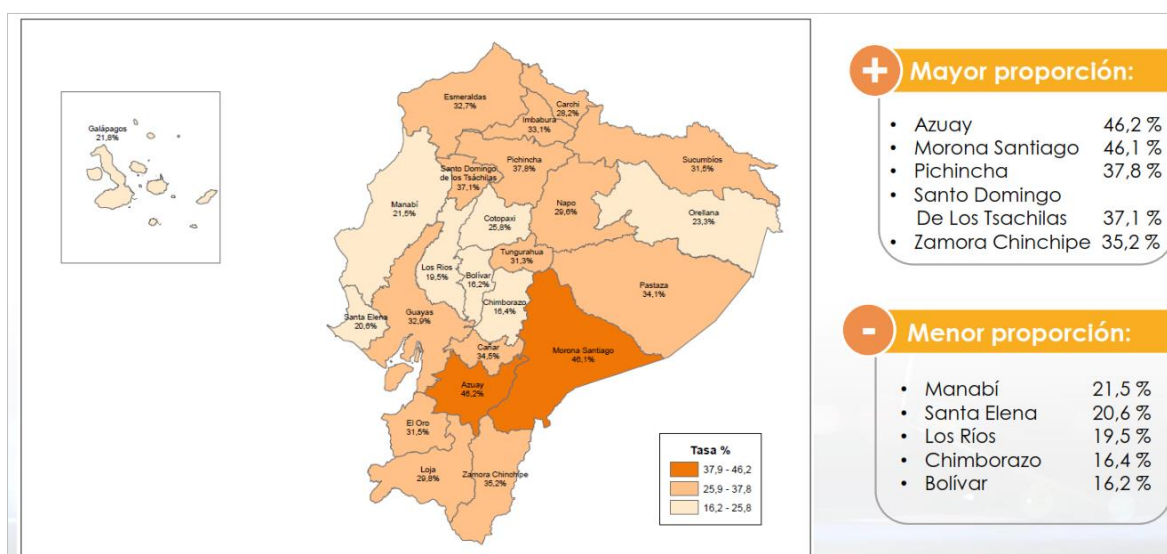 Galápagos
21,8%
Esmeraldas
32,7%
Carchi
28,2%
Imbabura
33,1%
Pichincha
37,8%
Sucumbíos
31,5%
Santo Domingo
de los Tsáchilas
37,1%
Manabí
21,5%
Napo
29,6%
Orellana
23,3%
Cotopaxi
25,8%
Tungurahua
31,3%
Los Rios
19,5%
Bolívar
16,2%
Pastaza
34,1%
Chimborazo
16,4%
Guayas
32,9%
Santa Elena
20,6%
Cañar
34,5%
Morona Santiago
46,1%
Azuay
46,2%
El Oro
31,5%
Loja
29,8%
Zamora Chinchipe
35,2%
Tasa %
37,9 - 46,2
25,9 - 37,8
16,2 - 25,8
+ Mayor proporción:
• Azuay 46,2 %
• Morona Santiago 46,1 %
• Pichincha 37,8 %
• Santo Domingo
De Los Tsachilas 37,1 %
• Zamora Chinchipe 35,2 %
- Menor proporción:
• Manabí 21,5 %
• Santa Elena 20,6 %
• Los Ríos 19,5 %
• Chimborazo 16,4 %
• Bolívar 16,2 %